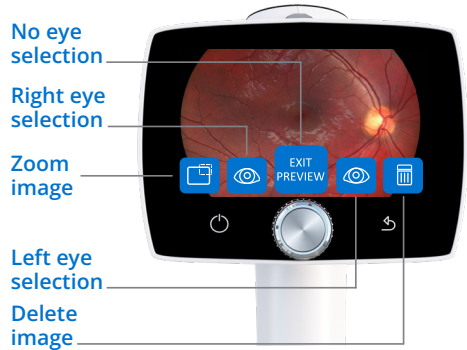 No eye
selection
Right eye
selection
EXIT
PREVIEW
Zoom
image
Left eye
selection
Delete
image